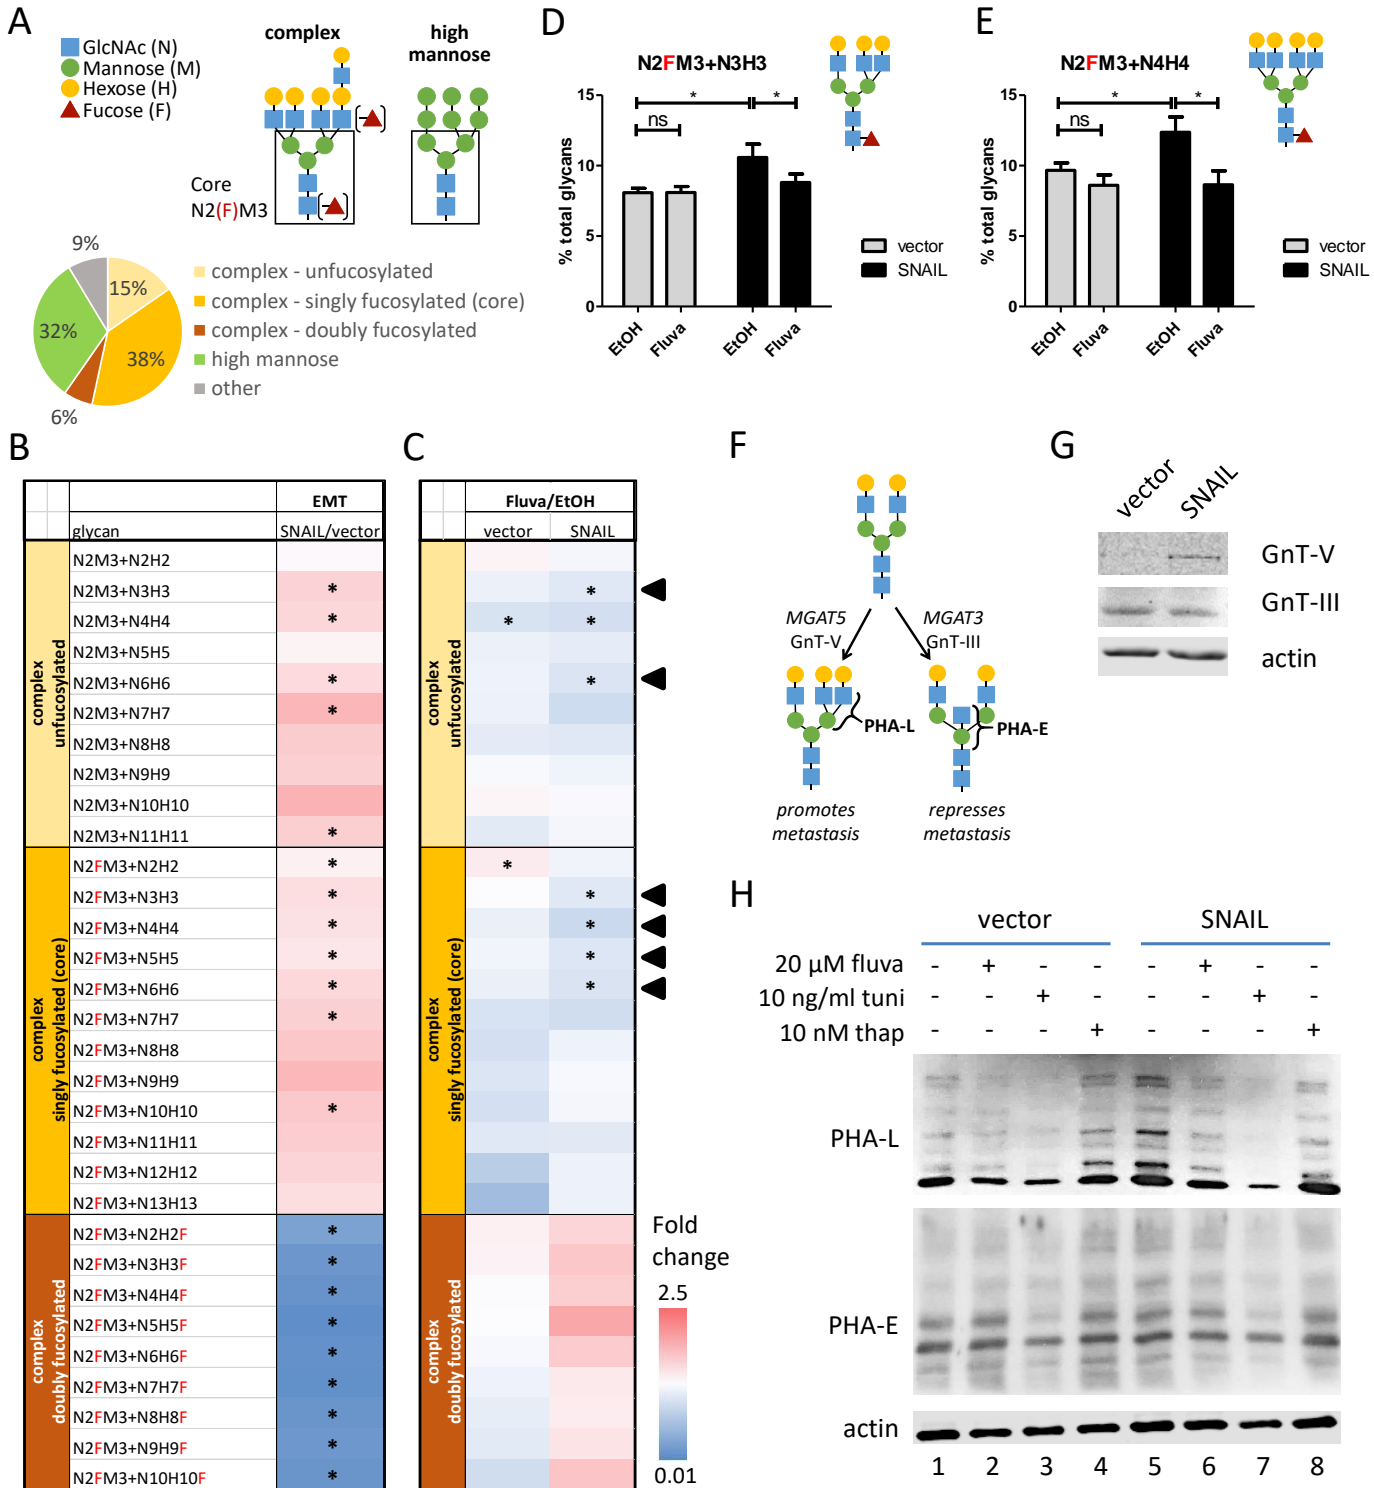 A
GlcNAc (N)
Mannose (M)
Hexose (H)
Fucose (F)
complex
high
mannose
Core
N2(F)M3
9%
15%
32%
38%
6%
complex - unfucosylated
complex - singly fucosylated (core)
complex - doubly fucosylated
high mannose
other
D
N2FM3+N3H3
% total glycans
15
10
5
0
ns
*
*
EtOH
Fluva
EtOH
Fluva
vector
SNAIL
E
N2FM3+N4H4
% total glycans
15
10
5
0
ns
*
*
EtOH
Fluva
EtOH
Fluva
vector
SNAIL
B
EMT
glycan SNAIL/vector
complex
unfucosylated
N2M3+N2H2
N2M3+N3H3 *
N2M3+N4H4 *
N2M3+N5H5
N2M3+N6H6 *
N2M3+N7H7 *
N2M3+N8H8
N2M3+N9H9
N2M3+N10H10
N2M3+N11H11 *
complex
singly fucosylated (core)
N2FM3+N2H2 *
N2FM3+N3H3 *
N2FM3+N4H4 *
N2FM3+N5H5 *
N2FM3+N6H6 *
N2FM3+N7H7 *
N2FM3+N8H8
N2FM3+N9H9
N2FM3+N10H10 *
N2FM3+N11H11
N2FM3+N12H12
N2FM3+N13H13
complex
doubly fucosylated
N2FM3+N2H2F *
N2FM3+N3H3F *
N2FM3+N4H4F *
N2FM3+N5H5F *
N2FM3+N6H6F *
N2FM3+N7H7F *
N2FM3+N8H8F *
N2FM3+N9H9F *
N2FM3+N10H10F *
C
Fluva/EtOH
vector SNAIL
complex
unfucosylated
*
* *
*
complex
singly fucosylated (core)
*
*
*
*
*
complex
doubly fucosylated
Fold
change
2.5
0.01
F
MGAT5
GnT-V
MGAT3
GnT-III
PHA-L
PHA-E
promotes
metastasis
represses
metastasis
G
vector
SNAIL
GnT-V
GnT-III
actin
H
vector SNAIL
20 µM fluva - + - - - + - -
10 ng/ml tuni - - + - - - + -
10 nM thap - - - + - - - +
PHA-L
PHA-E
actin
1 2 3 4 5 6 7 8